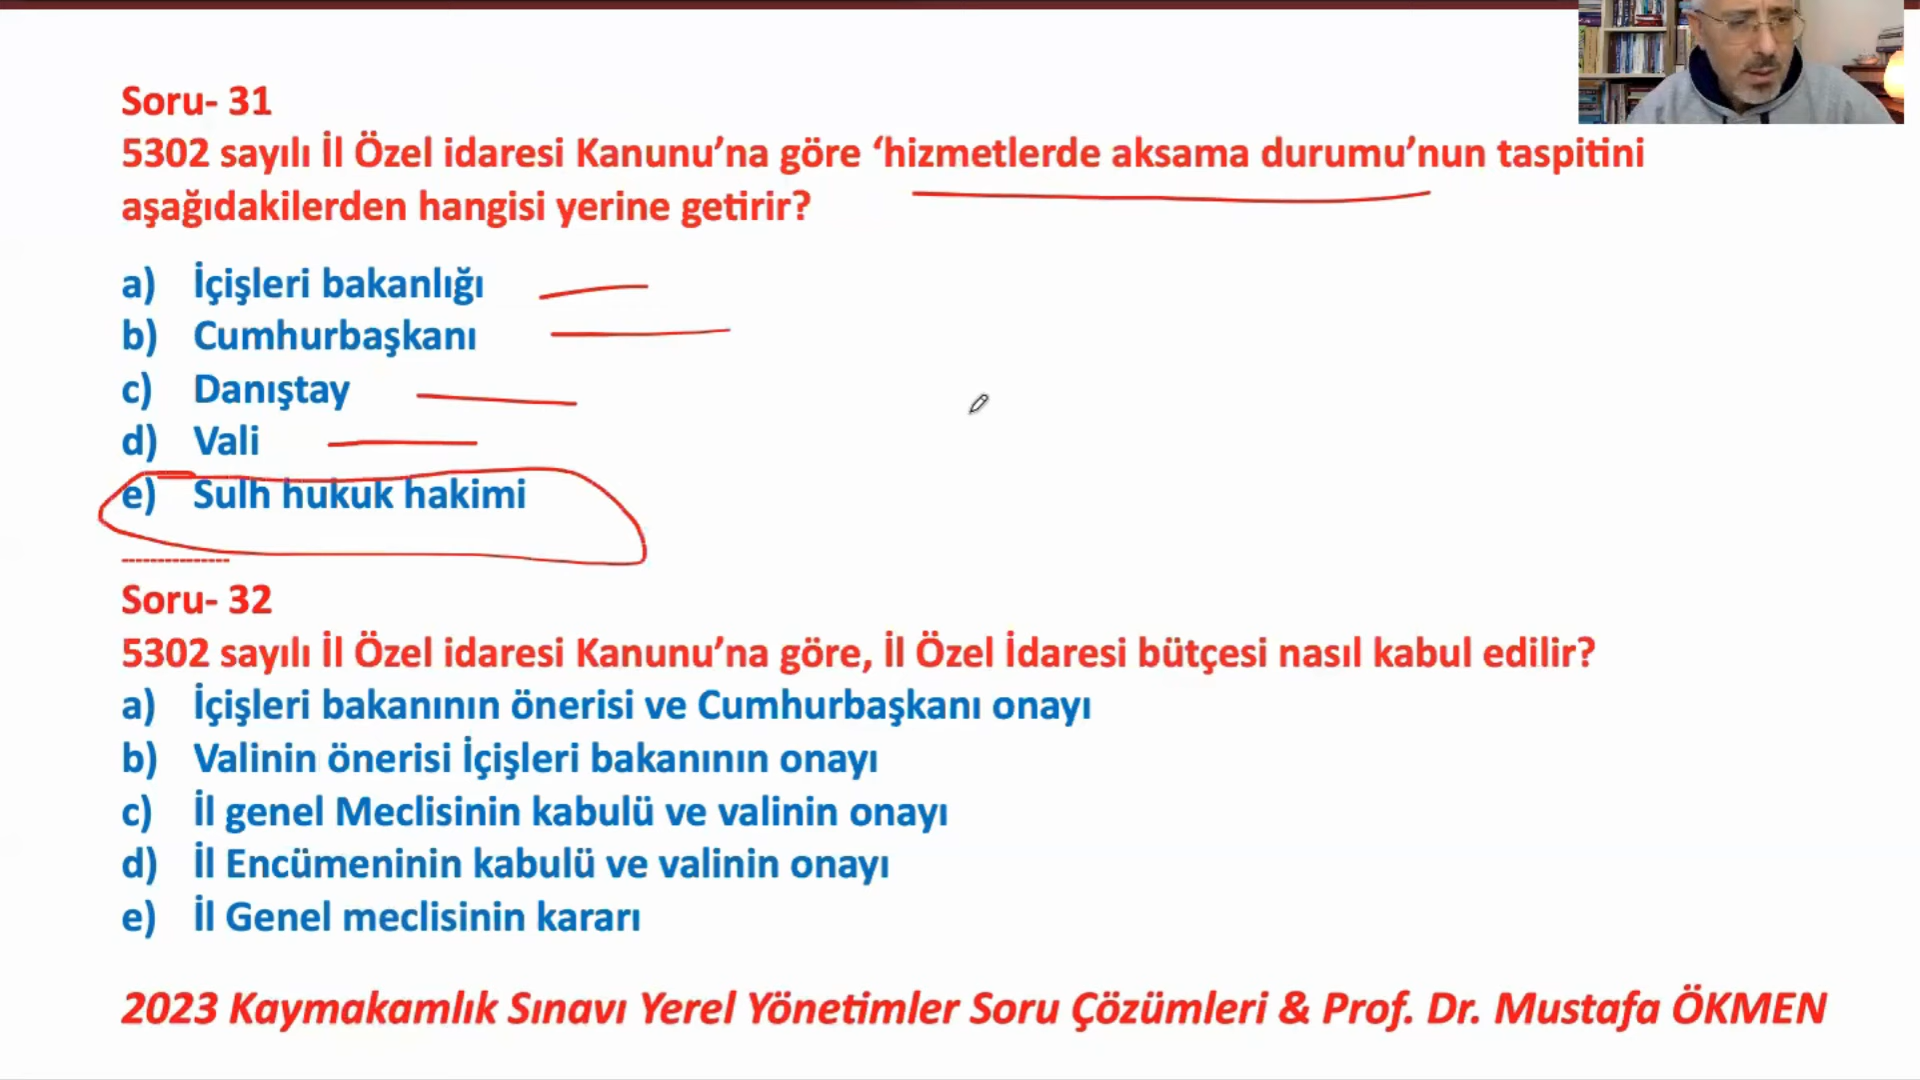 Soru- 31
5302 sayılı İl Özel idaresi Kanunu’na göre ‘hizmetlerde aksama durumu’nun taspitini
aşağıdakilerden hangisi yerine getirir?
a) İçişleri bakanlığı
b) Cumhurbaşkanı
c) Danıştay
d) Vali
e) Sulh hukuk hakimi
---------------
Soru- 32
5302 sayılı İl Özel idaresi Kanunu’na göre, İl Özel İdaresi bütçesi nasıl kabul edilir?
a) İçişleri bakanının önerisi ve Cumhurbaşkanı onayı
b) Valinin önerisi İçişleri bakanının onayı
c) İl genel Meclisinin kabulü ve valinin onayı
d) İl Encümeninin kabulü ve valinin onayı
e) İl Genel meclisinin kararı
2023 Kaymakamlık Sınavı Yerel Yönetimler Soru Çözümleri & Prof. Dr. Mustafa ÖKMEN